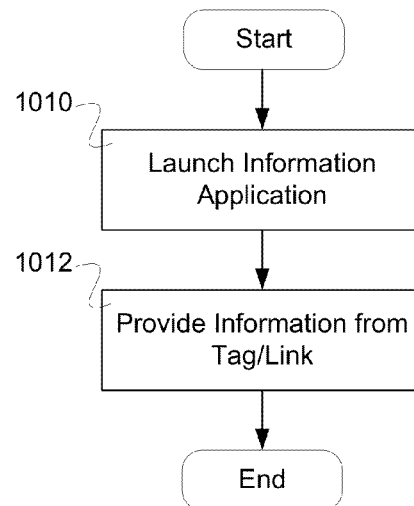 Start
1010
Launch Information
Application
1012
Provide Information from
Tag/Link
End